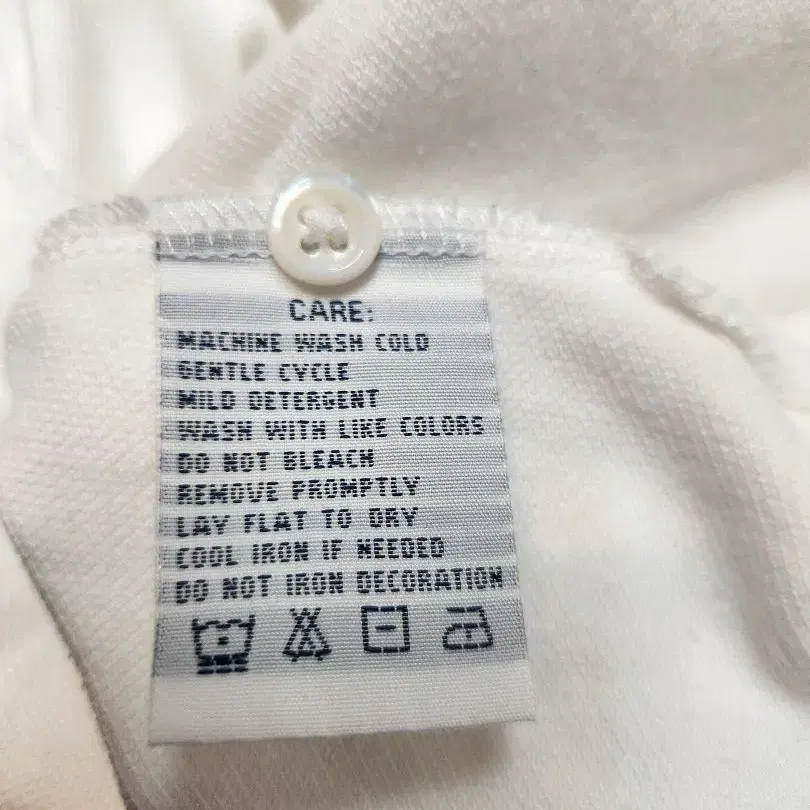 CARE:
MACHINE WASH COLD
GENTLE CYCLE
MILD DETERGENT
WASH WITH LIKE COLORS
DO NOT BLEACH
REMOVE PROMPTLY
LAY FLAT TO DRY
COOL IRON IF NEEDED
DO NOT IRON DECORATION